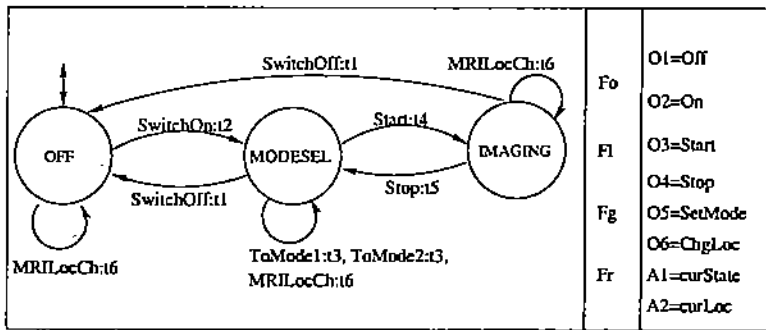 SwitchOff:t1
MRILocCh:t6
SwitchOn:t2
Start:t4
OFF
MODESEL
IMAGING
SwitchOff:t1
Stop:t5
MRILocCh:t6
ToMode1:t3, ToMode2:t3,
MRILocCh:t6
Fo
Fl
Fg
Fr
O1=Off
O2=On
O3=Start
O4=Stop
O5=SetMode
O6=ChgLoc
A1=curState
A2=curLoc